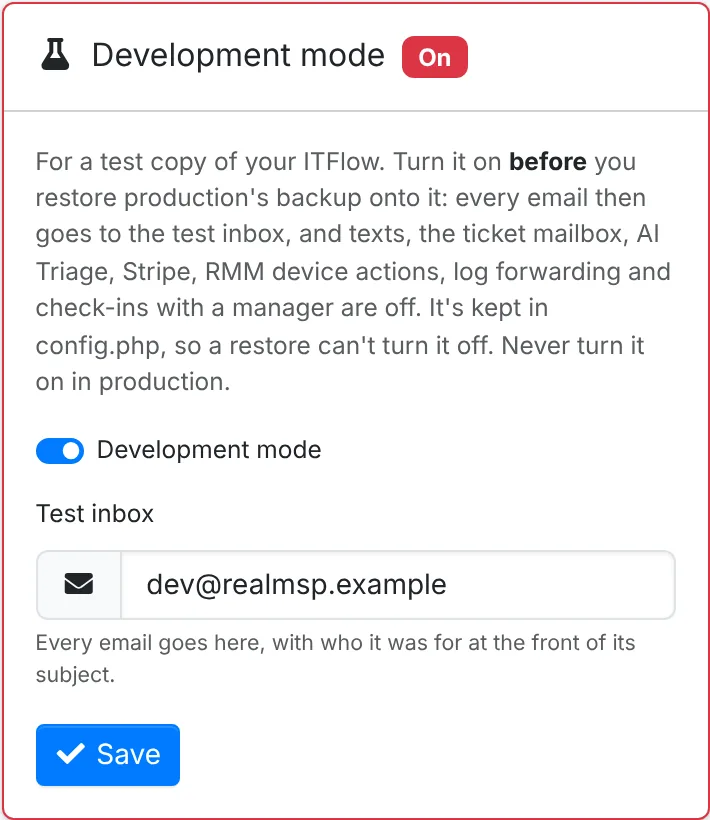 Development mode On
For a test copy of your ITFlow. Turn it on before you
restore production's backup onto it: every email then
goes to the test inbox, and texts, the ticket mailbox, AI
Triage, Stripe, RMM device actions, log forwarding and
check-ins with a manager are off. It's kept in
config.php, so a restore can't turn it off. Never turn it
on in production.
Development mode
Test inbox
dev@realmsp.example
Every email goes here, with who it was for at the front of its
subject.
Save